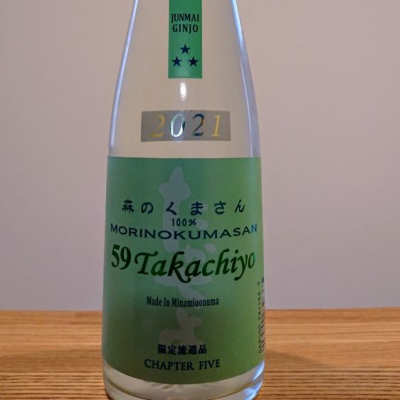 JUNMAI
GINJO
2021
森のくまさん
100%
MORINOKUMASAN
59 Takachiyo
Made In Minamiuonuma
限定流通品
CHAPTER FIVE